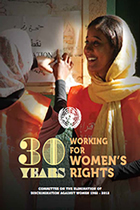 30 YEARS
WORKING
FOR
WOMEN'S
RIGHTS
COMMITTEE ON THE ELIMINATION OF
DISCRIMINATION AGAINST WOMEN 1982 - 2012